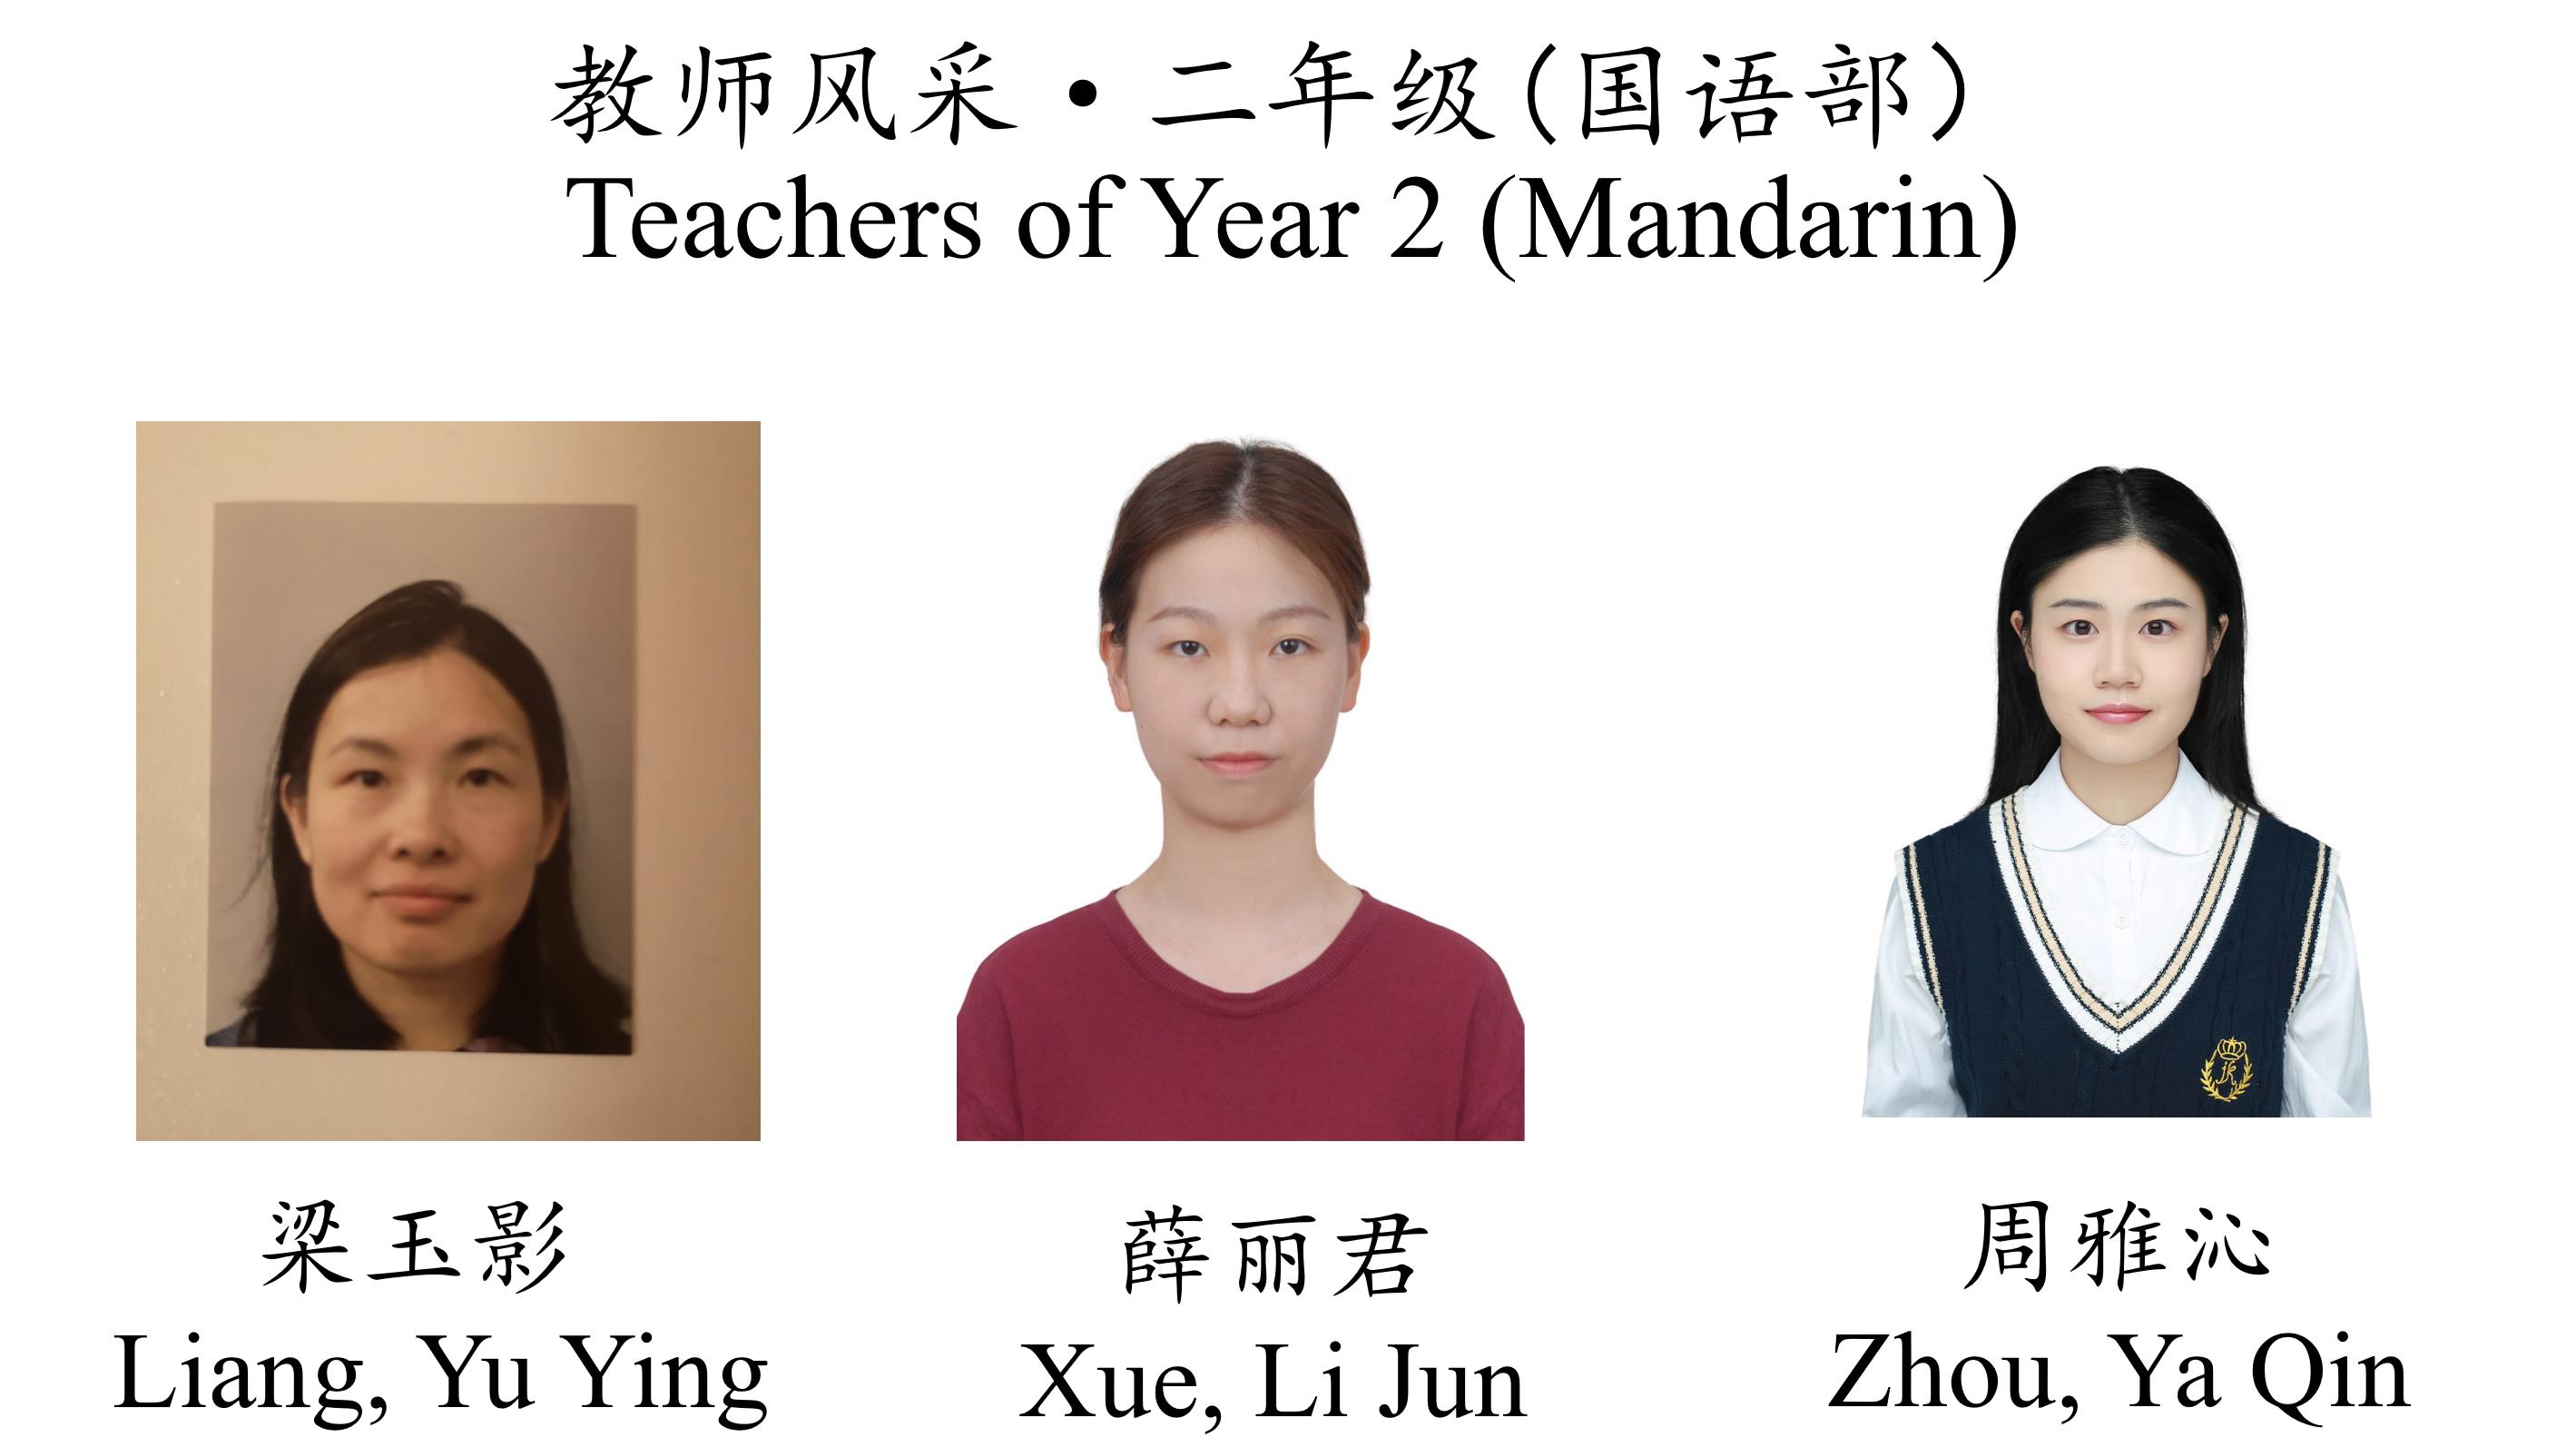 教师风采·二年级(国语部)
Teachers of Year 2 (Mandarin)
梁玉影
薛丽君
周雅沁
Liang, Yu Ying
Xue, Li Jun
Zhou, Ya Qin